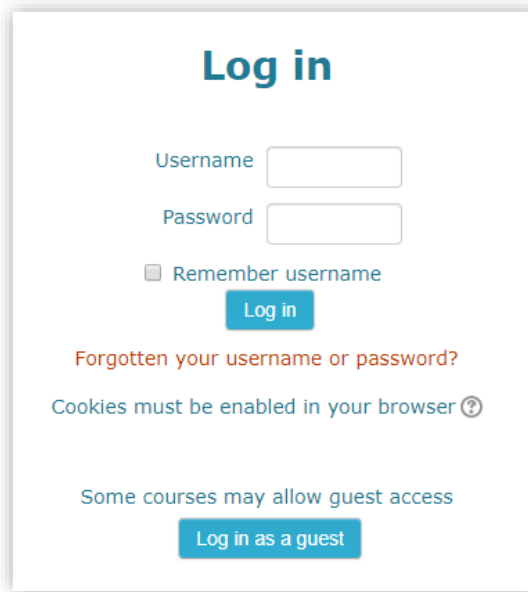 Log in
Username
Password
Remember username
Log in
Forgotten your username or password?
Cookies must be enabled in your browser ?
Some courses may allow guest access
Log in as a guest